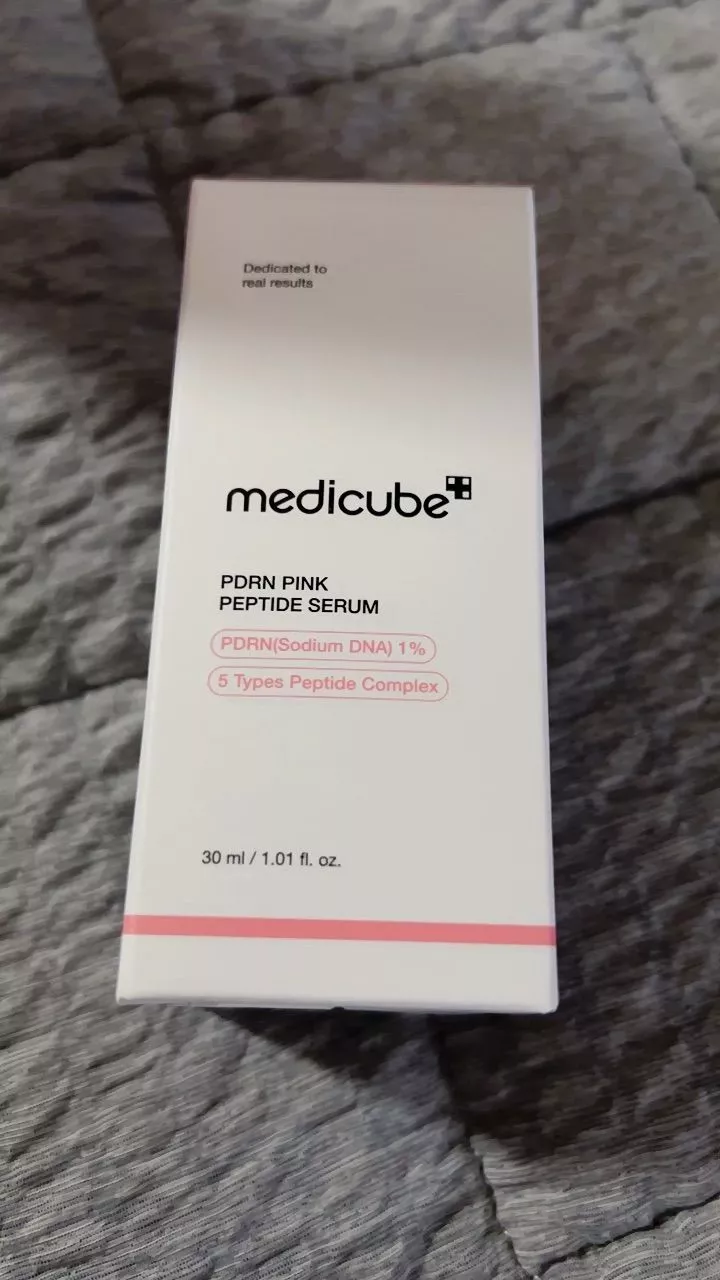 Dedicated to
real results
medicube
PDRN PINK
PEPTIDE SERUM
PDRN(Sodium DNA) 1%
5 Types Peptide Complex
30 ml / 1.01 fl. oz.